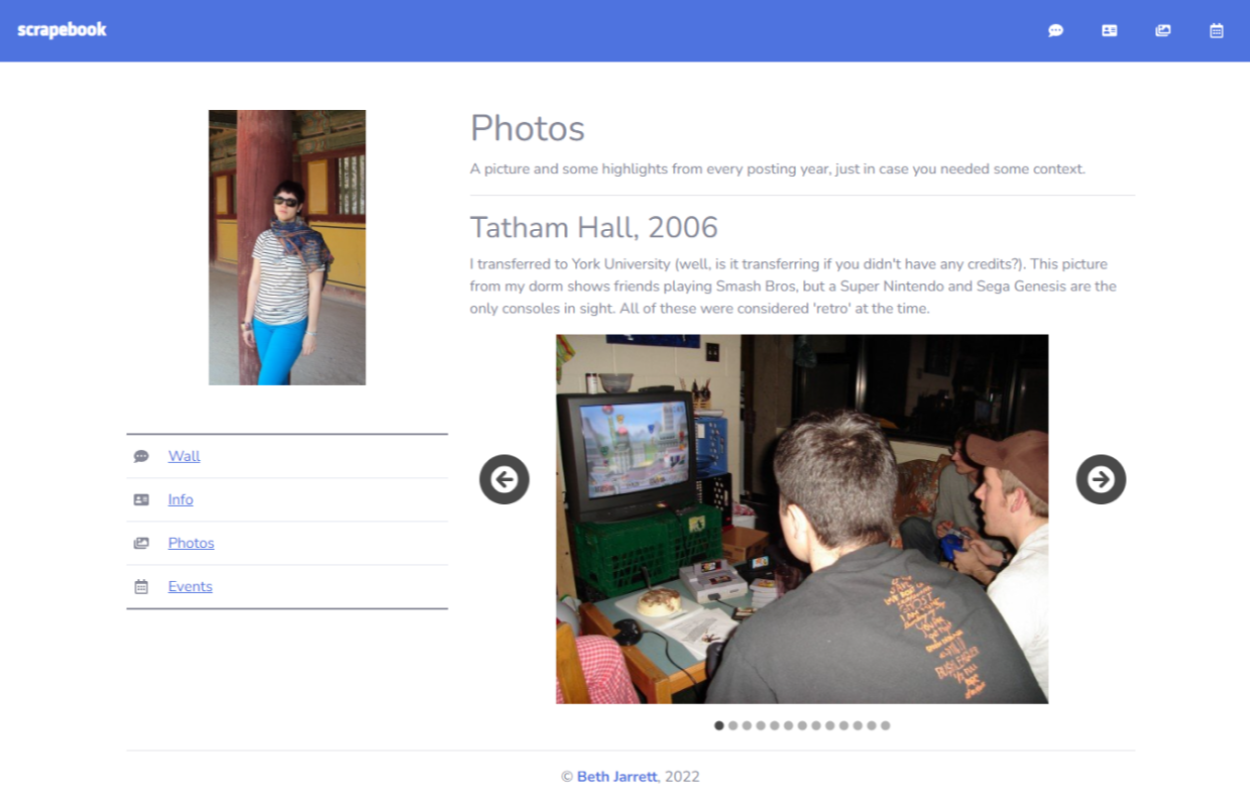 scrapebook
Photos
A picture and some highlights from every posting year, just in case you needed some context.
Tatham Hall, 2006
I transferred to York University (well, is it transferring if you didn't have any credits?). This picture
from my dorm shows friends playing Smash Bros, but a Super Nintendo and Sega Genesis are the
only consoles in sight. All of these were considered 'retro' at the time.
Wall
Info
Photos
Events
© Beth Jarrett, 2022